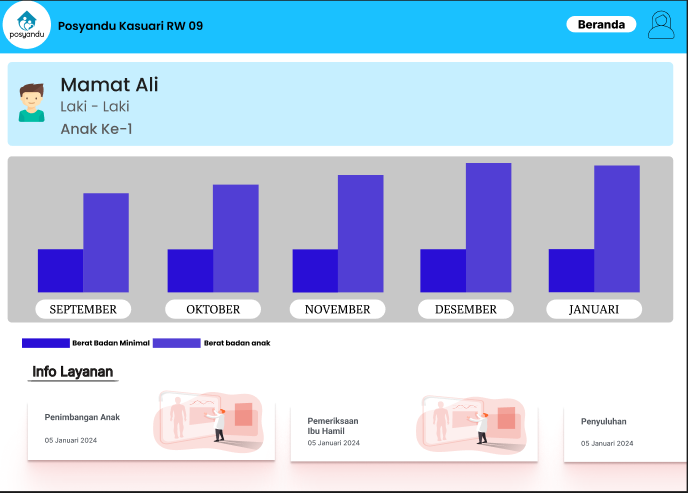 posyandu
Posyandu Kasuari RW 09
Beranda
Mamat Ali
Laki - Laki
Anak Ke-1
SEPTEMBER
OKTOBER
NOVEMBER
DESEMBER
JANUARI
Berat Badan Minimal
Berat badan anak
Info Layanan
Penimbangan Anak
05 Januari 2024
Pemeriksaan
Ibu Hamil
05 Januari 2024
Penyuluhan
05 Januari 2024